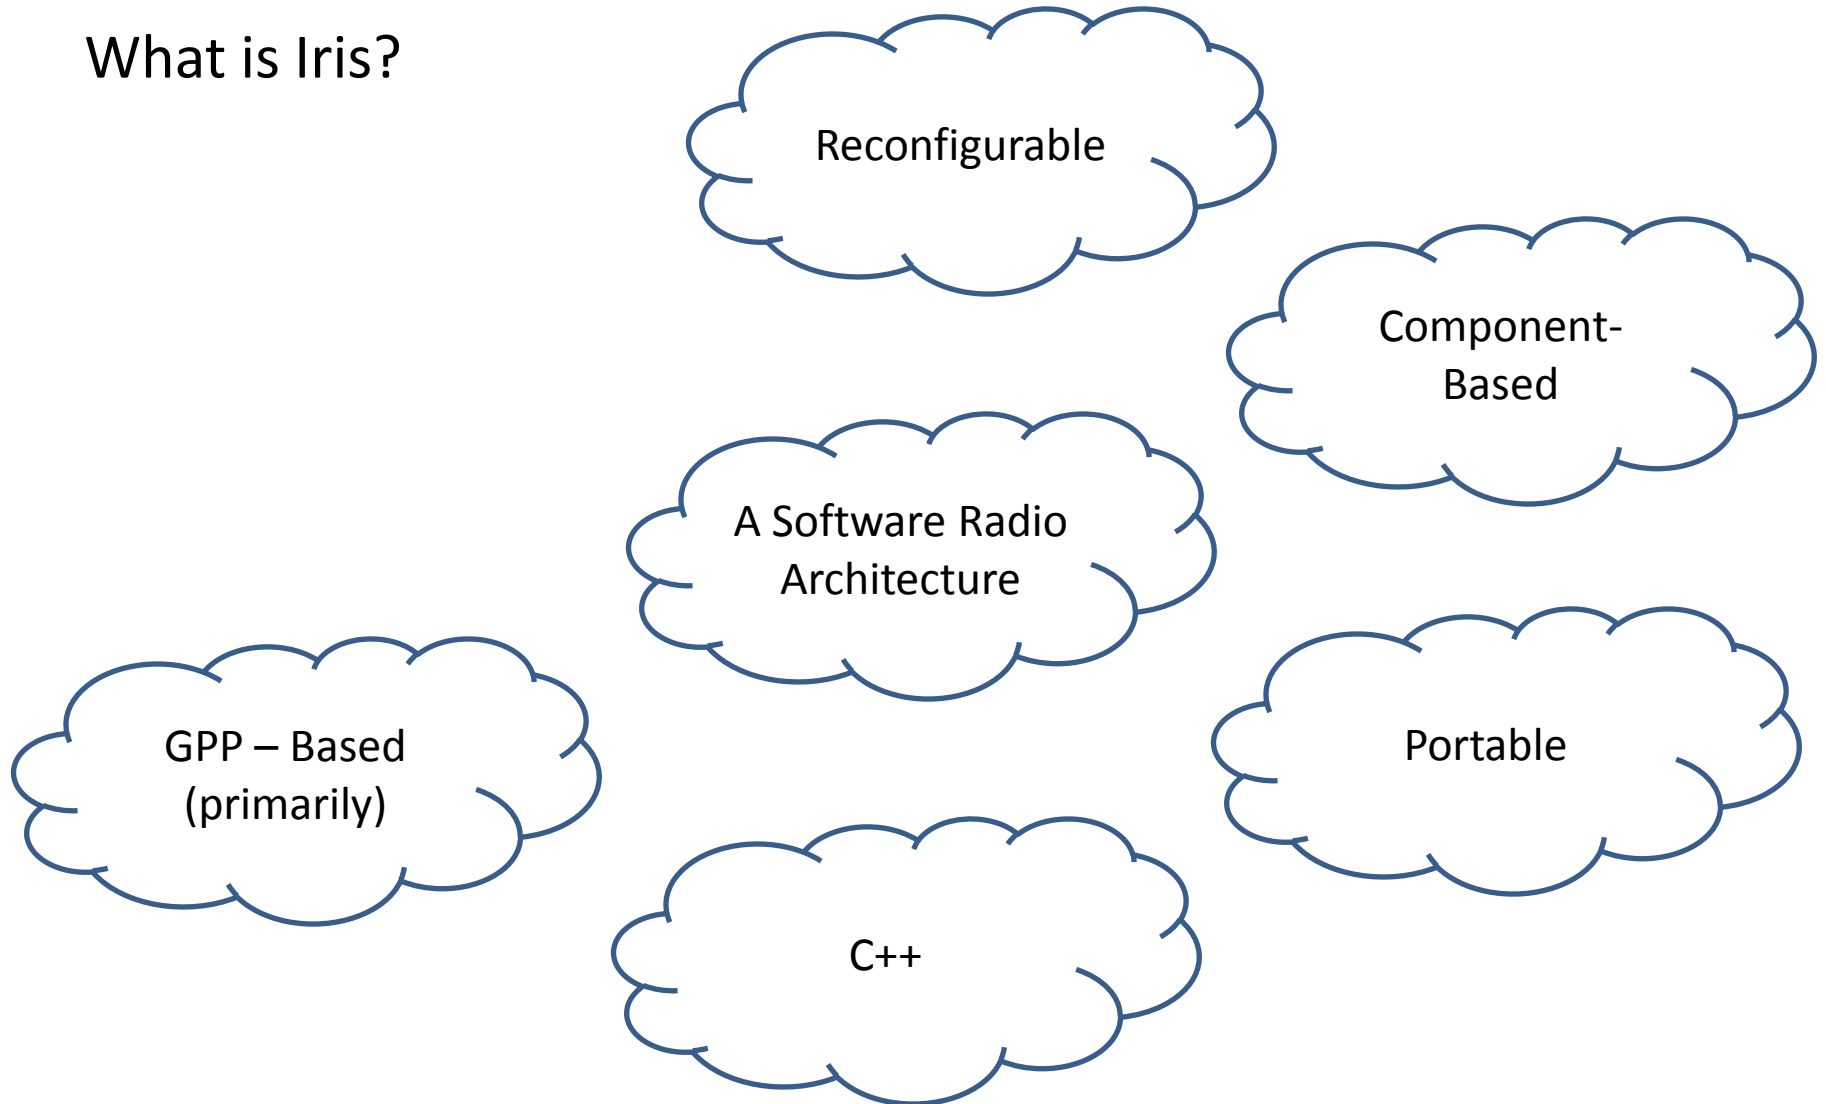 What is Iris?
Reconfigurable
Component-
Based
A Software Radio
Architecture
GPP – Based
(primarily)
Portable
C++